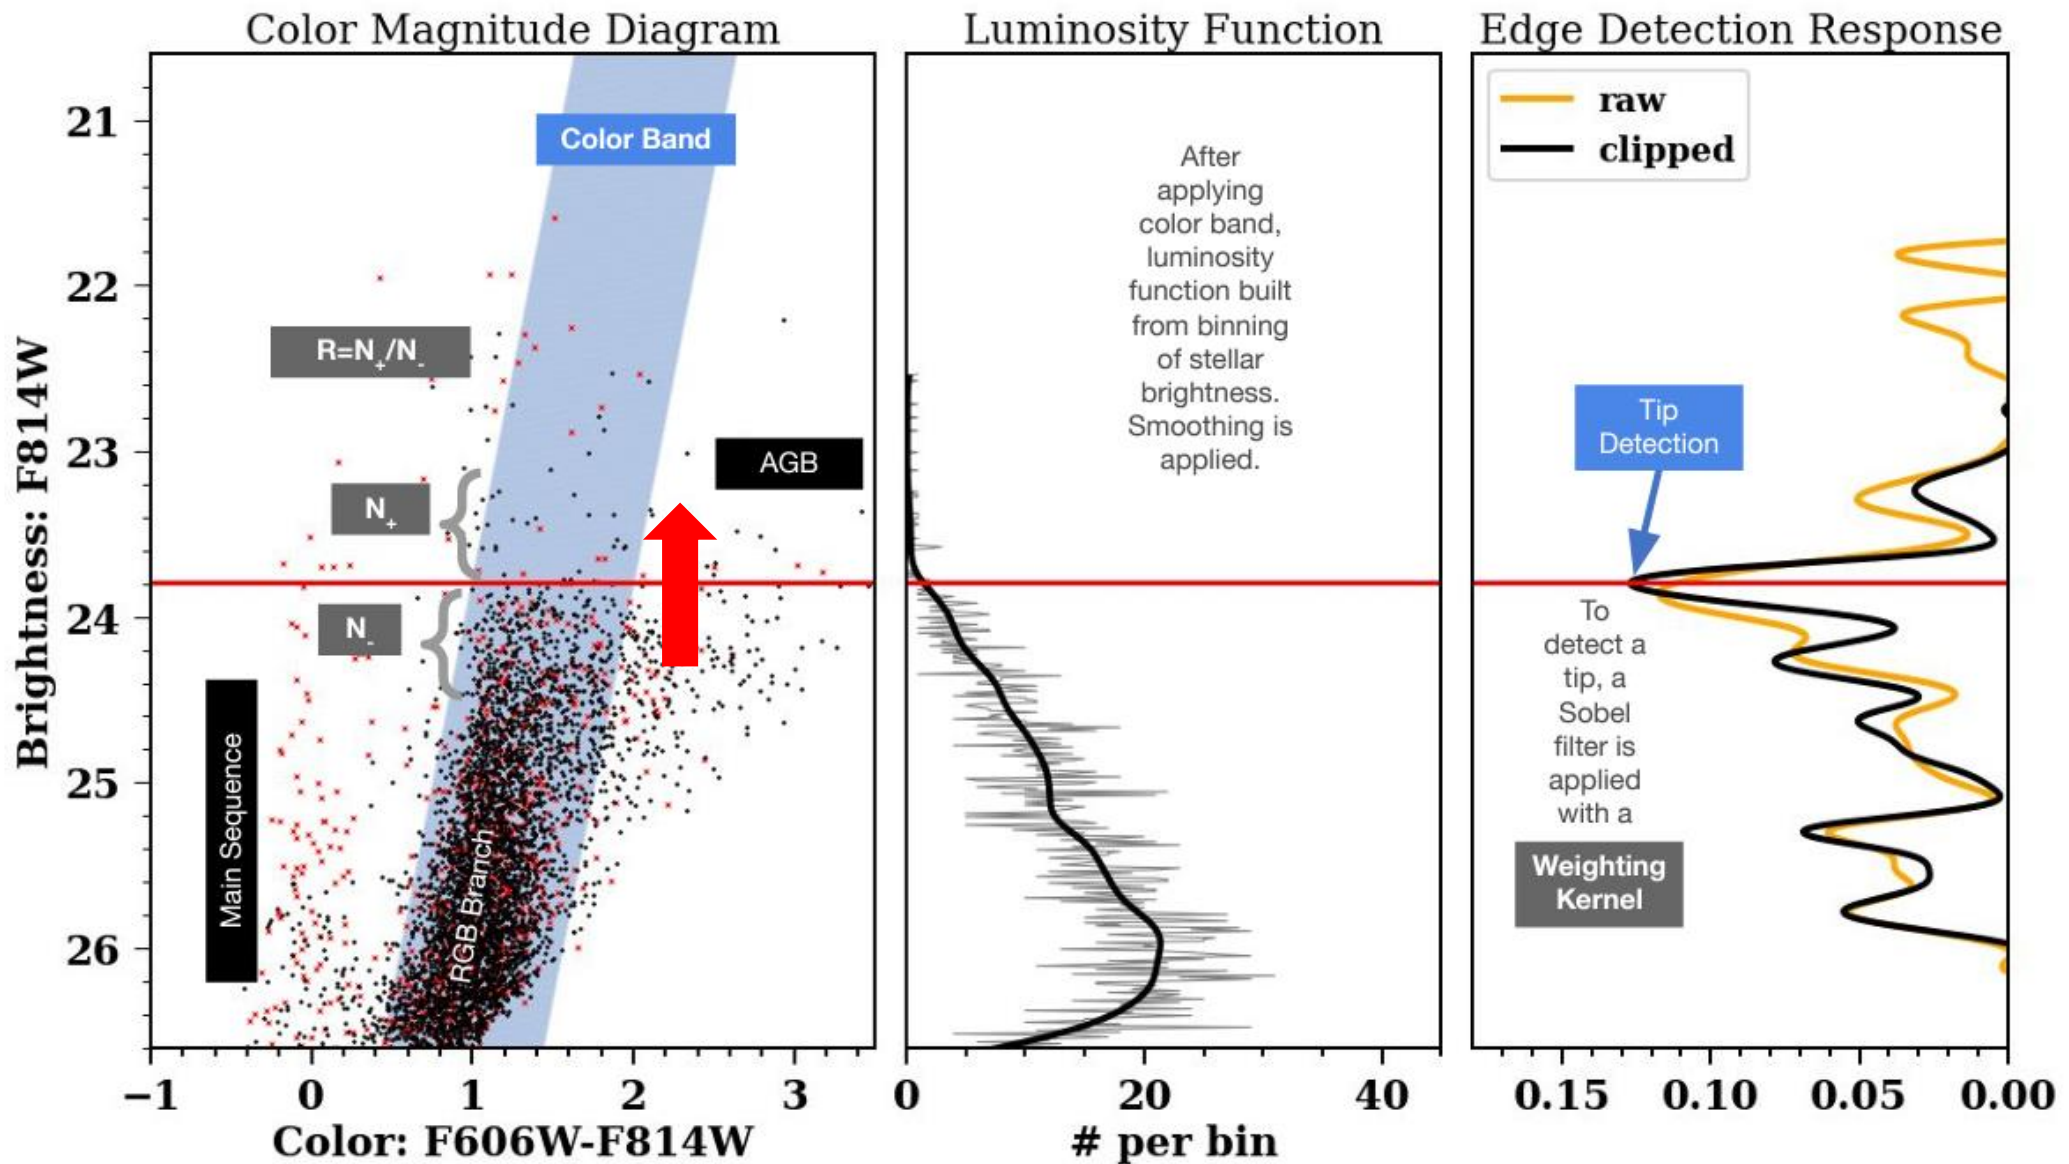 Color Magnitude Diagram
Luminosity Function
Edge Detection Response
Brightness: F814W
21
22
23
24
25
26
Color Band
R=N+/N-
N+
N-
AGB
Main Sequence
RGB Branch
−1
0
1
2
3
Color: F606W-F814W
After
applying
color band,
luminosity
function built
from binning
of stellar
brightness.
Smoothing is
applied.
0
20
40
# per bin
raw
clipped
Tip
Detection
To
detect a
tip, a
Sobel
filter is
applied
with a
Weighting
Kernel
0.15
0.10
0.05
0.00